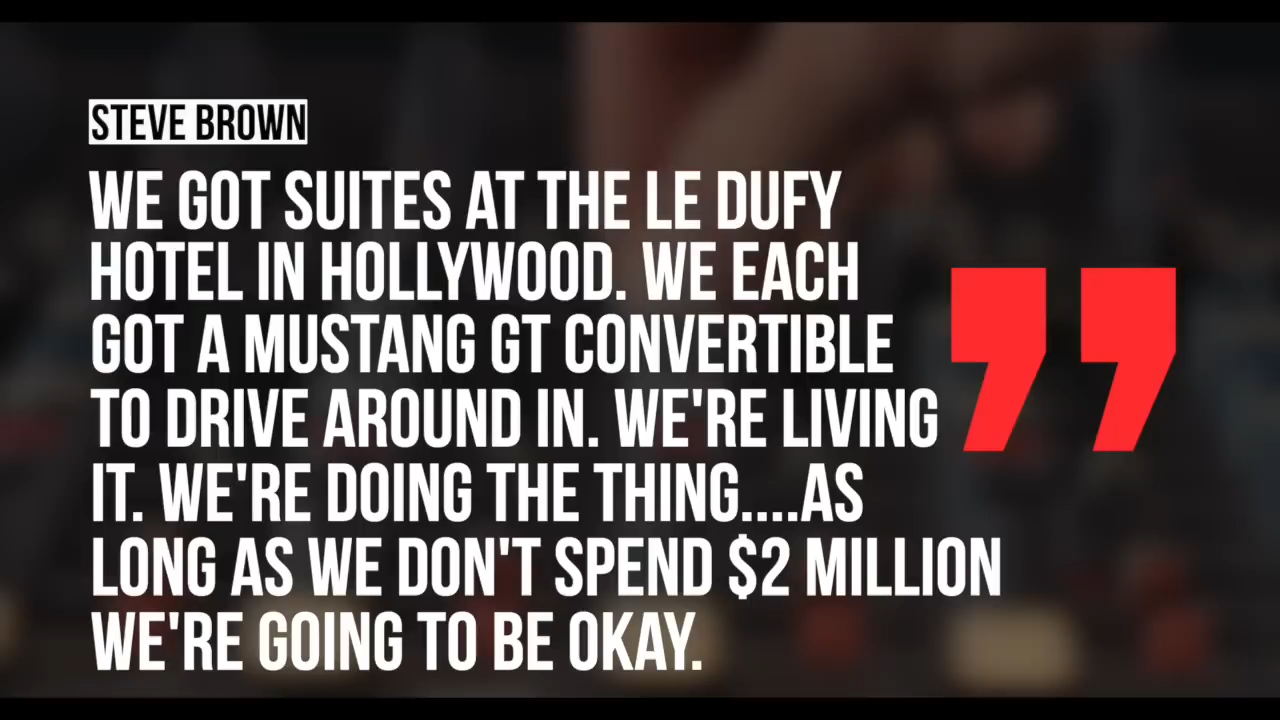 STEVE BROWN
WE GOT SUITES AT THE LE DUFY
HOTEL IN HOLLYWOOD. WE EACH
GOT A MUSTANG GT CONVERTIBLE
TO DRIVE AROUND IN. WE'RE LIVING
IT. WE'RE DOING THE THING....AS
LONG AS WE DON'T SPEND $2 MILLION
WE'RE GOING TO BE OKAY.